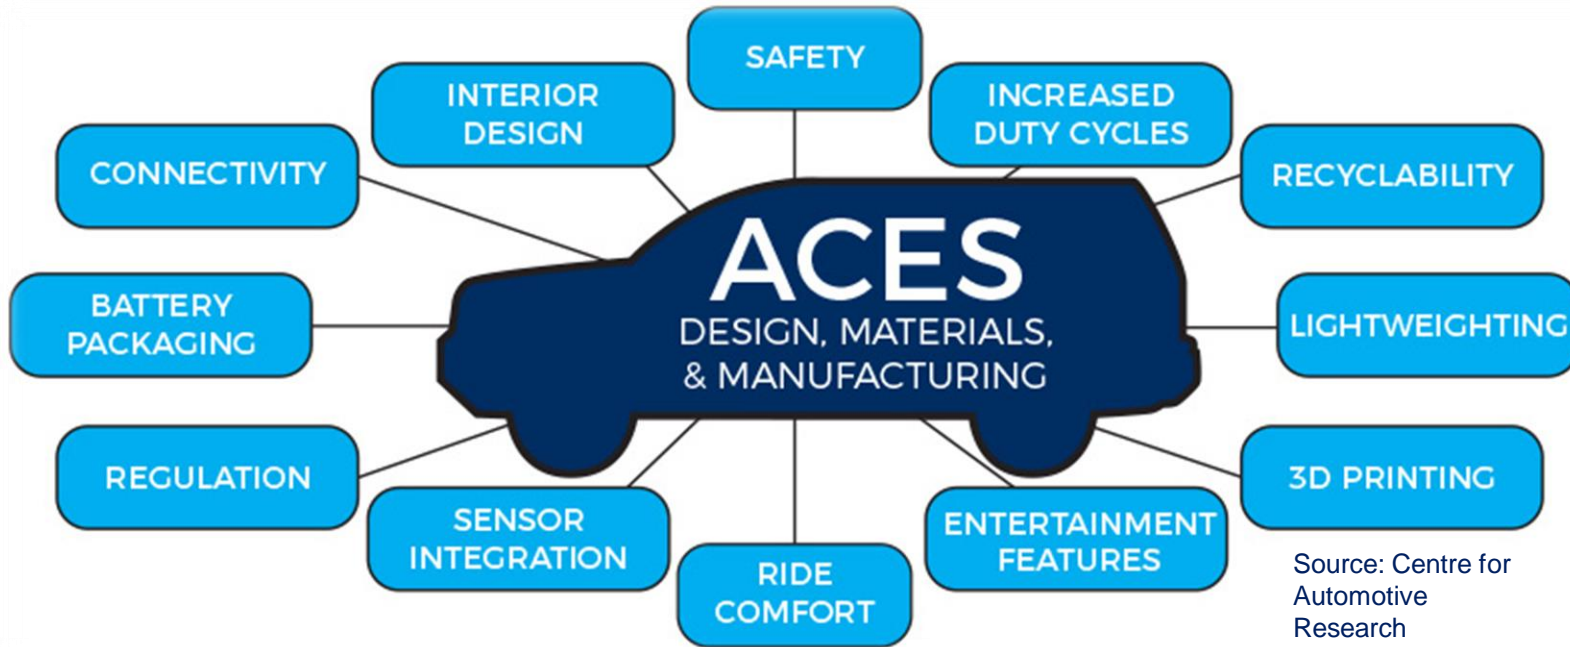 SAFETY
INTERIOR
DESIGN
INCREASED
DUTY CYCLES
CONNECTIVITY
RECYCLABILITY
ACES
DESIGN, MATERIALS,
& MANUFACTURING
BATTERY
PACKAGING
LIGHTWEIGHTING
REGULATION
3D PRINTING
SENSOR
INTEGRATION
ENTERTAINMENT
FEATURES
RIDE
COMFORT
Source: Centre for
Automotive
Research